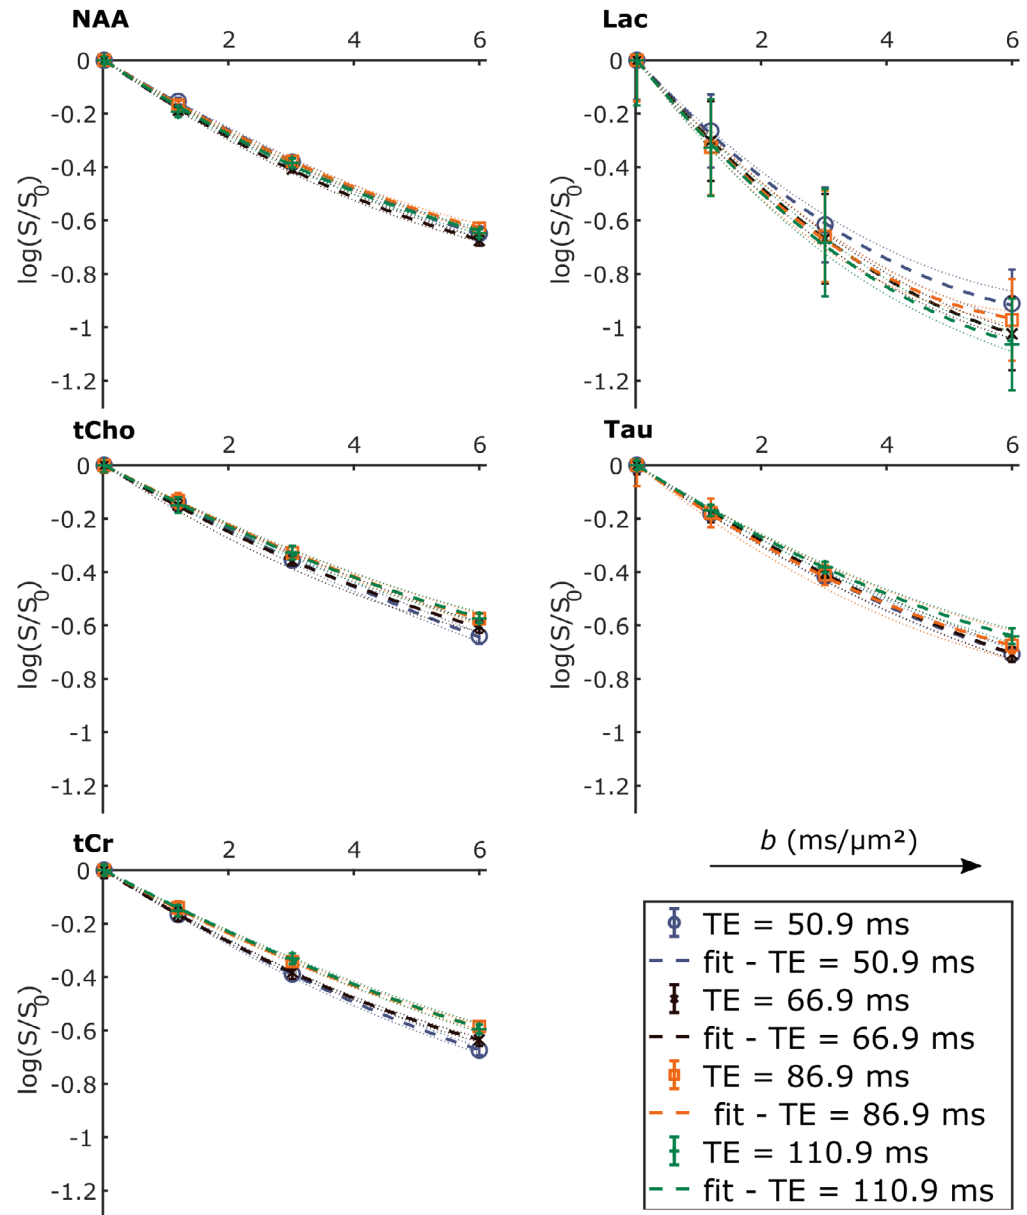 NAA
2
4
6
0
-0.2
-0.4
-0.6
-0.8
-1
-1.2
log(S/S0)
Lac
2
4
6
0
-0.2
-0.4
-0.6
-0.8
-1
-1.2
log(S/S0)
tCho
2
4
6
0
-0.2
-0.4
-0.6
-0.8
-1
-1.2
log(S/S0)
Tau
2
4
6
0
-0.2
-0.4
-0.6
-0.8
-1
-1.2
log(S/S0)
tCr
2
4
6
0
-0.2
-0.4
-0.6
-0.8
-1
-1.2
log(S/S0)
b (ms/µm²)
TE = 50.9 ms
fit - TE = 50.9 ms
TE = 66.9 ms
fit - TE = 66.9 ms
TE = 86.9 ms
fit - TE = 86.9 ms
TE = 110.9 ms
fit - TE = 110.9 ms